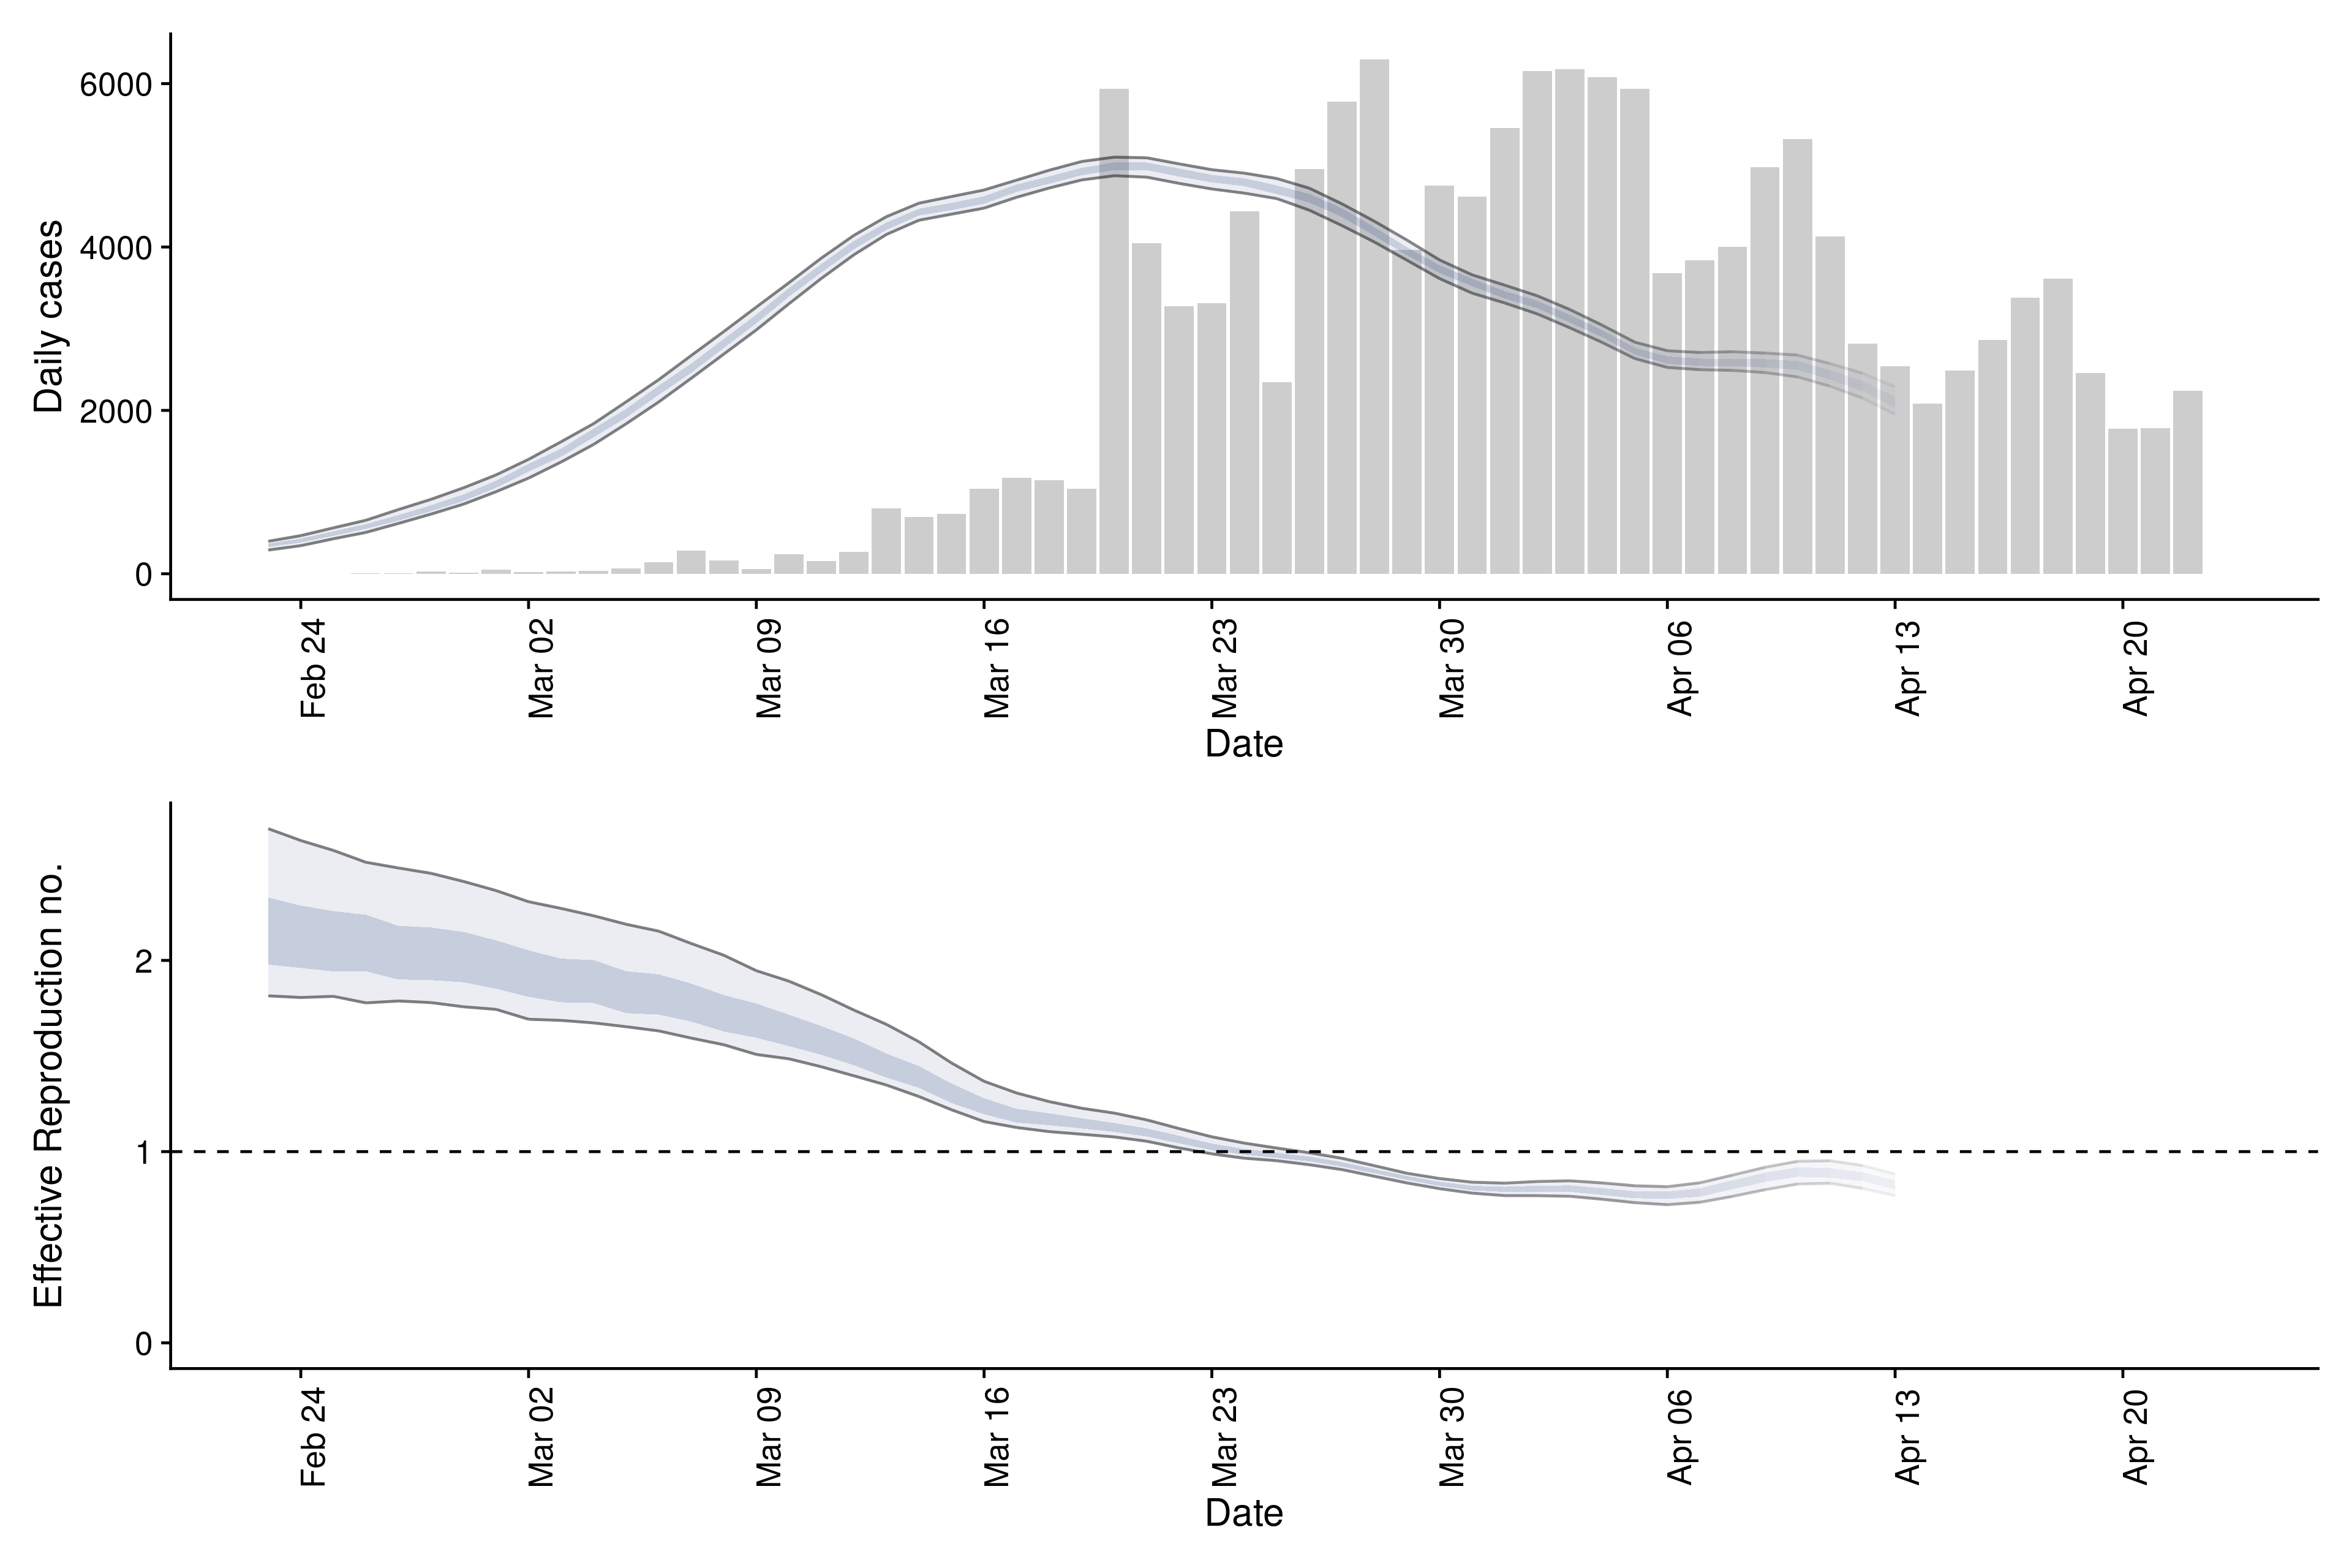 Daily cases
6000
4000
2000
0
Feb 24
Mar 02
Mar 09
Mar 16
Mar 23
Mar 30
Apr 06
Apr 13
Apr 20
Date
Effective Reproduction no.
2
1
0
Feb 24
Mar 02
Mar 09
Mar 16
Mar 23
Mar 30
Apr 06
Apr 13
Apr 20
Date